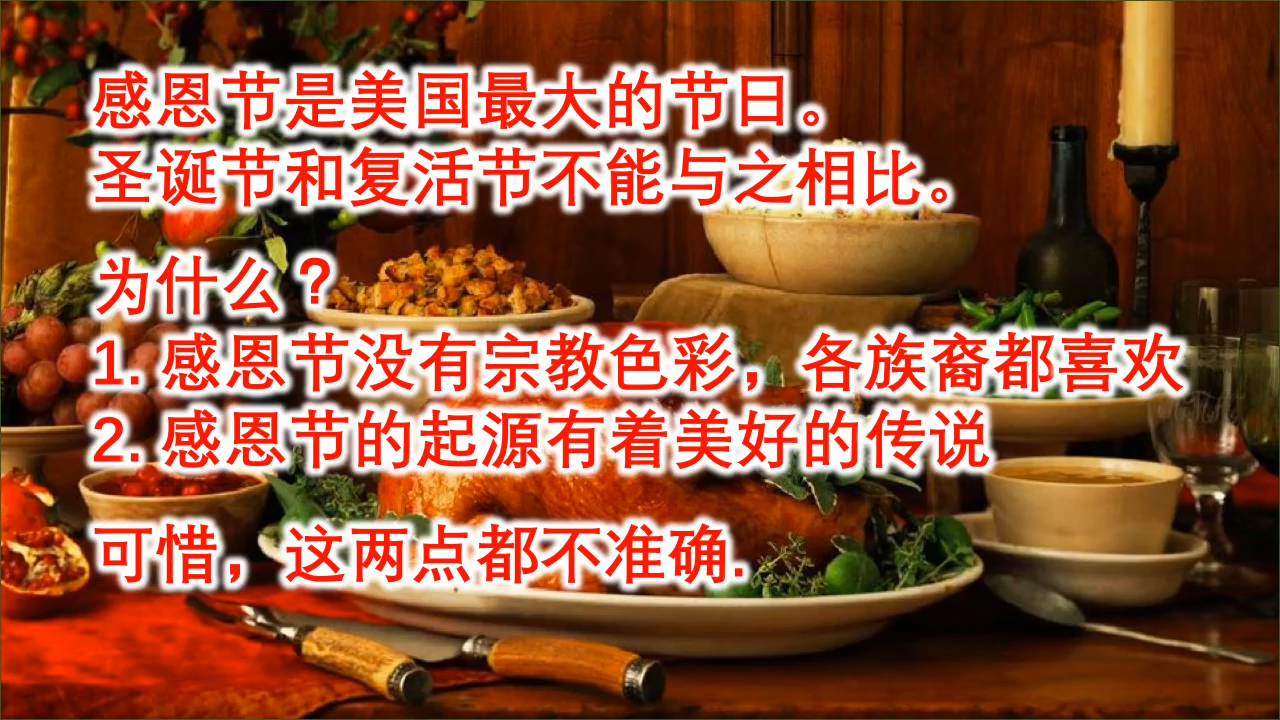 感恩节是美国最大的节日。
圣诞节和复活节不能与之相比。
为什么？
1. 感恩节没有宗教色彩，各族裔都喜欢
2. 感恩节的起源有着美好的传说
可惜，这两点都不准确.